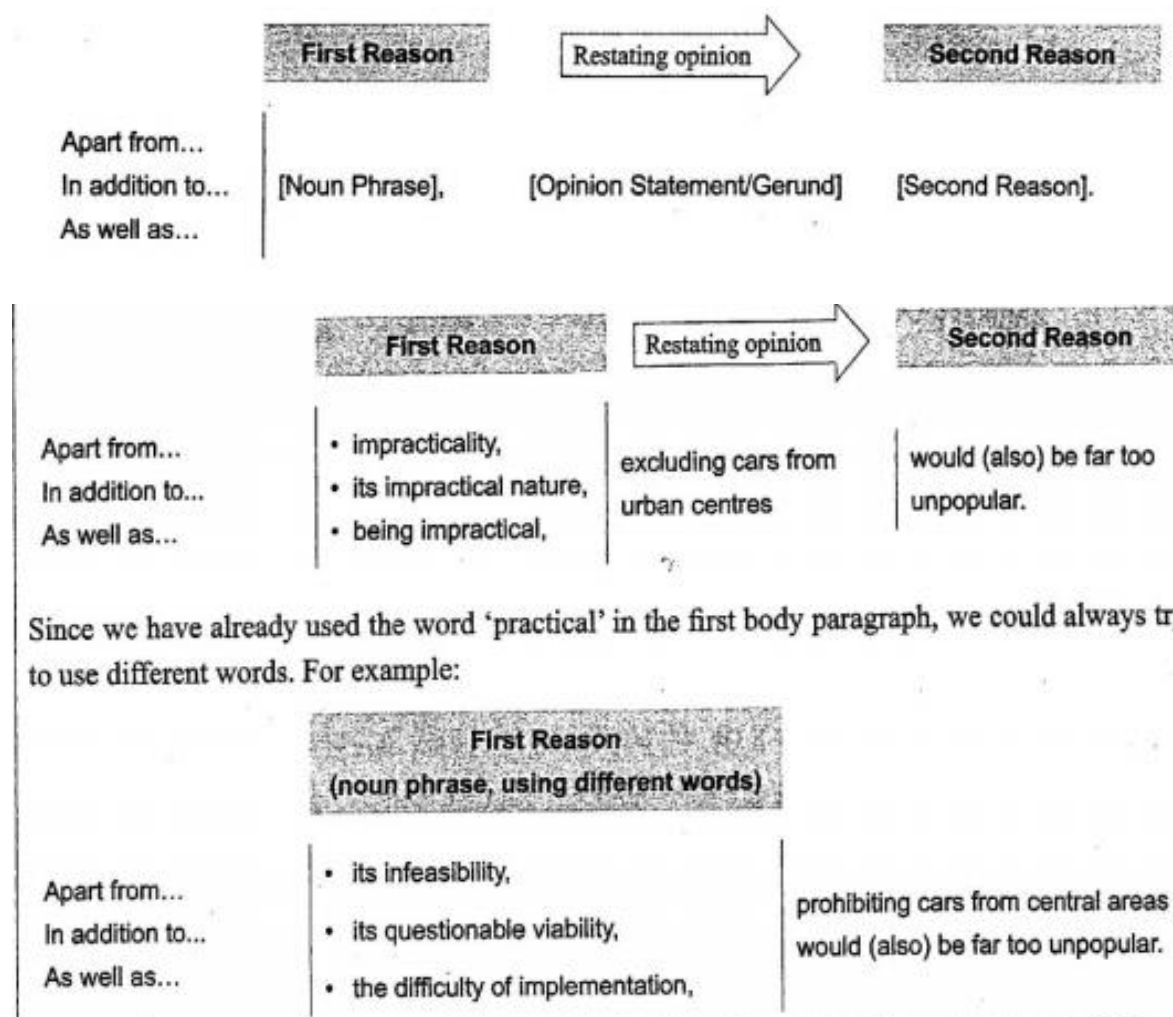 First Reason Restating opinion Second Reason
Apart from...
In addition to... [Noun Phrase], [Opinion Statement/Gerund] [Second Reason].
As well as...
First Reason Restating opinion Second Reason
Apart from...
In addition to...
As well as...
• impracticality,
• its impractical nature,
• being impractical,
excluding cars from
urban centres
would (also) be far too
unpopular.
Since we have already used the word ‘practical’ in the first body paragraph, we could always tr
to use different words. For example:
First Reason
(noun phrase, using different words)
Apart from...
In addition to...
As well as...
• its infeasibility,
• its questionable viability,
• the difficulty of implementation,
prohibiting cars from central areas
would (also) be far too unpopular.